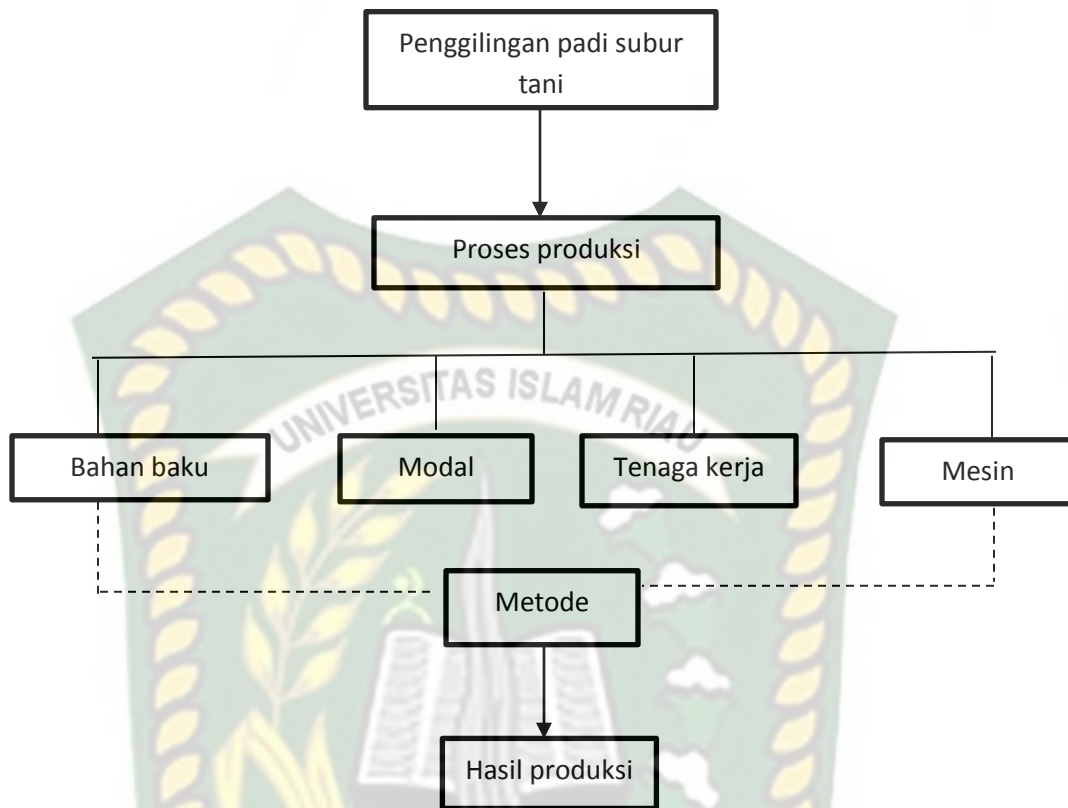 Penggilingan padi subur
tani
Proses produksi
UNIVERSITAS ISLAM RIAU
Bahan baku
Modal
Tenaga kerja
Mesin
Metode
Hasil produksi